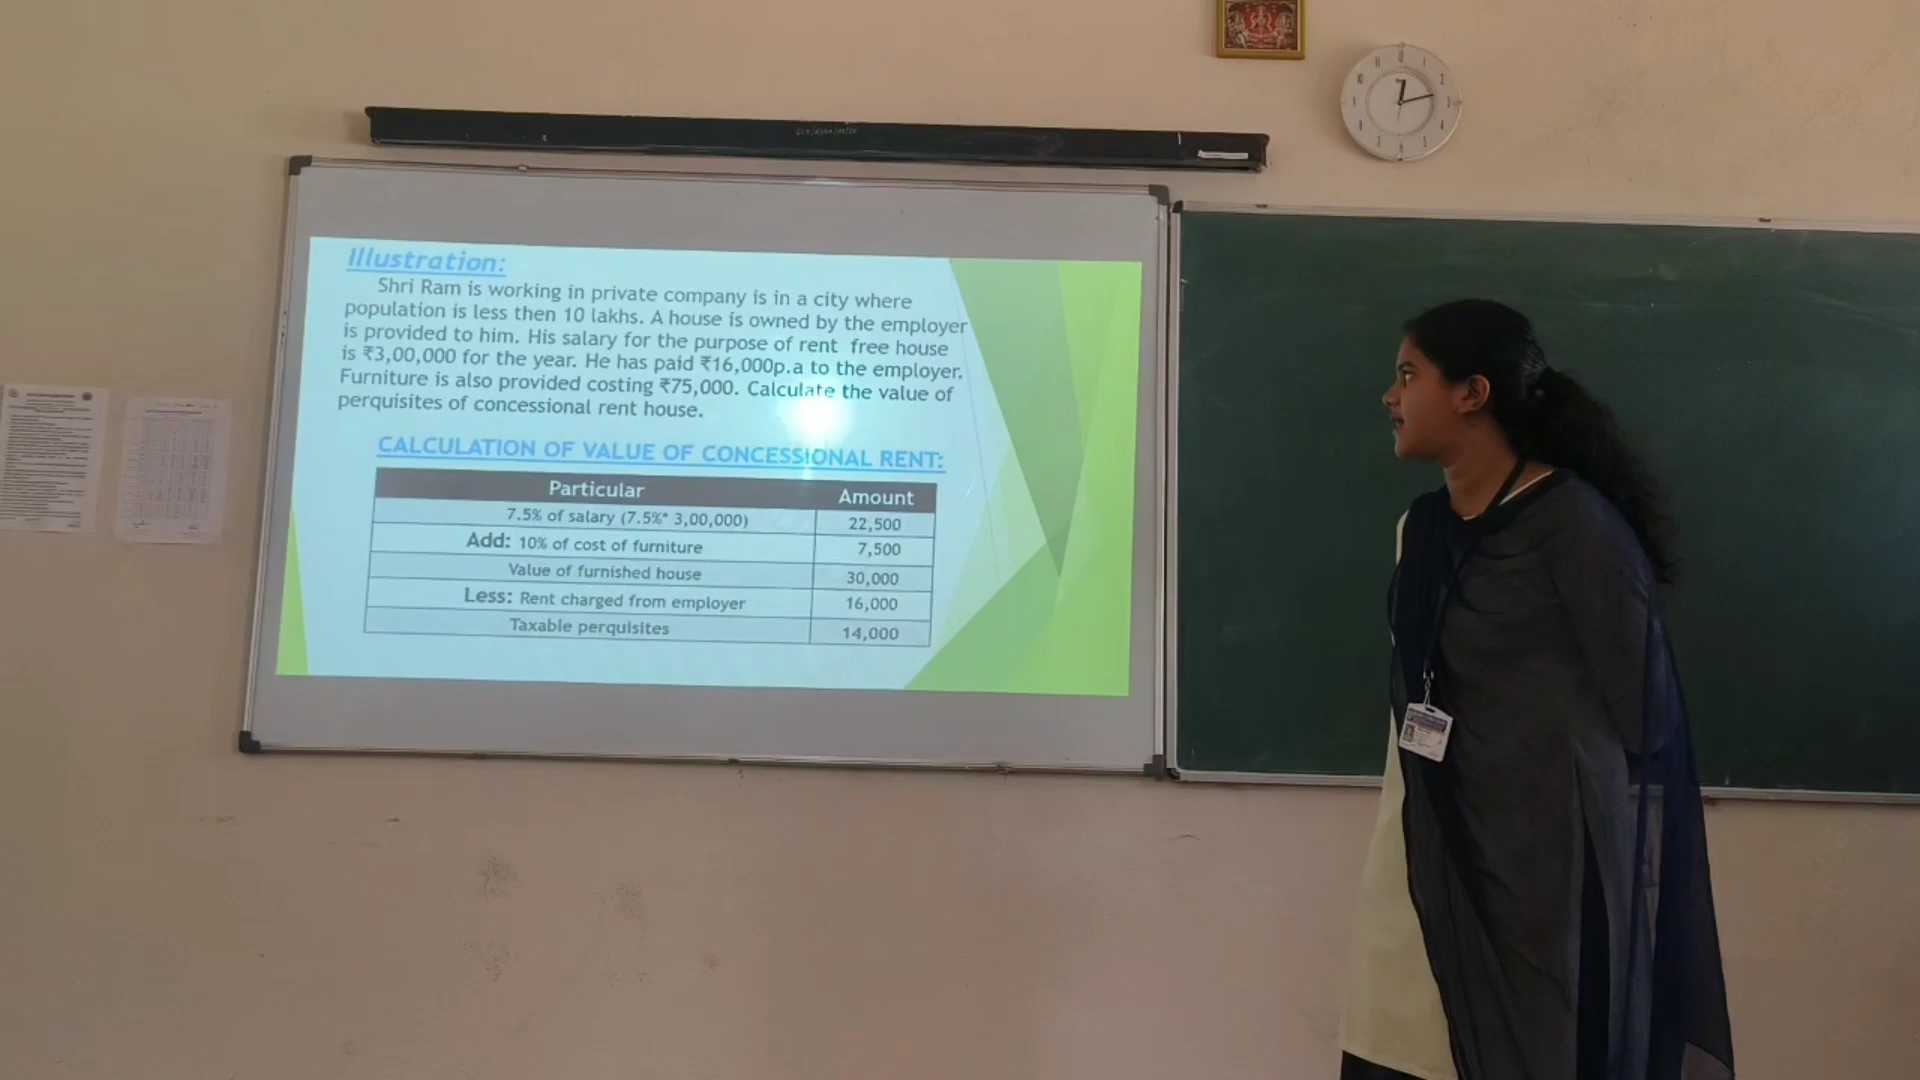 Illustration:
Shri Ram is working in private company is in a city where
population is less then 10 lakhs. A house is owned by the employer
is provided to him. His salary for the purpose of rent free house
is ₹3,00,000 for the year. He has paid ₹16,000p.a to the employer.
Furniture is also provided costing ₹75,000. Calculate the value of
perquisites of concessional rent house.
CALCULATION OF VALUE OF CONCESSIONAL RENT:
Particular Amount
7.5% of salary (7.5%* 3,00,000) 22,500
Add: 10% of cost of furniture 7,500
Value of furnished house 30,000
Less: Rent charged from employer 16,000
Taxable perquisites 14,000